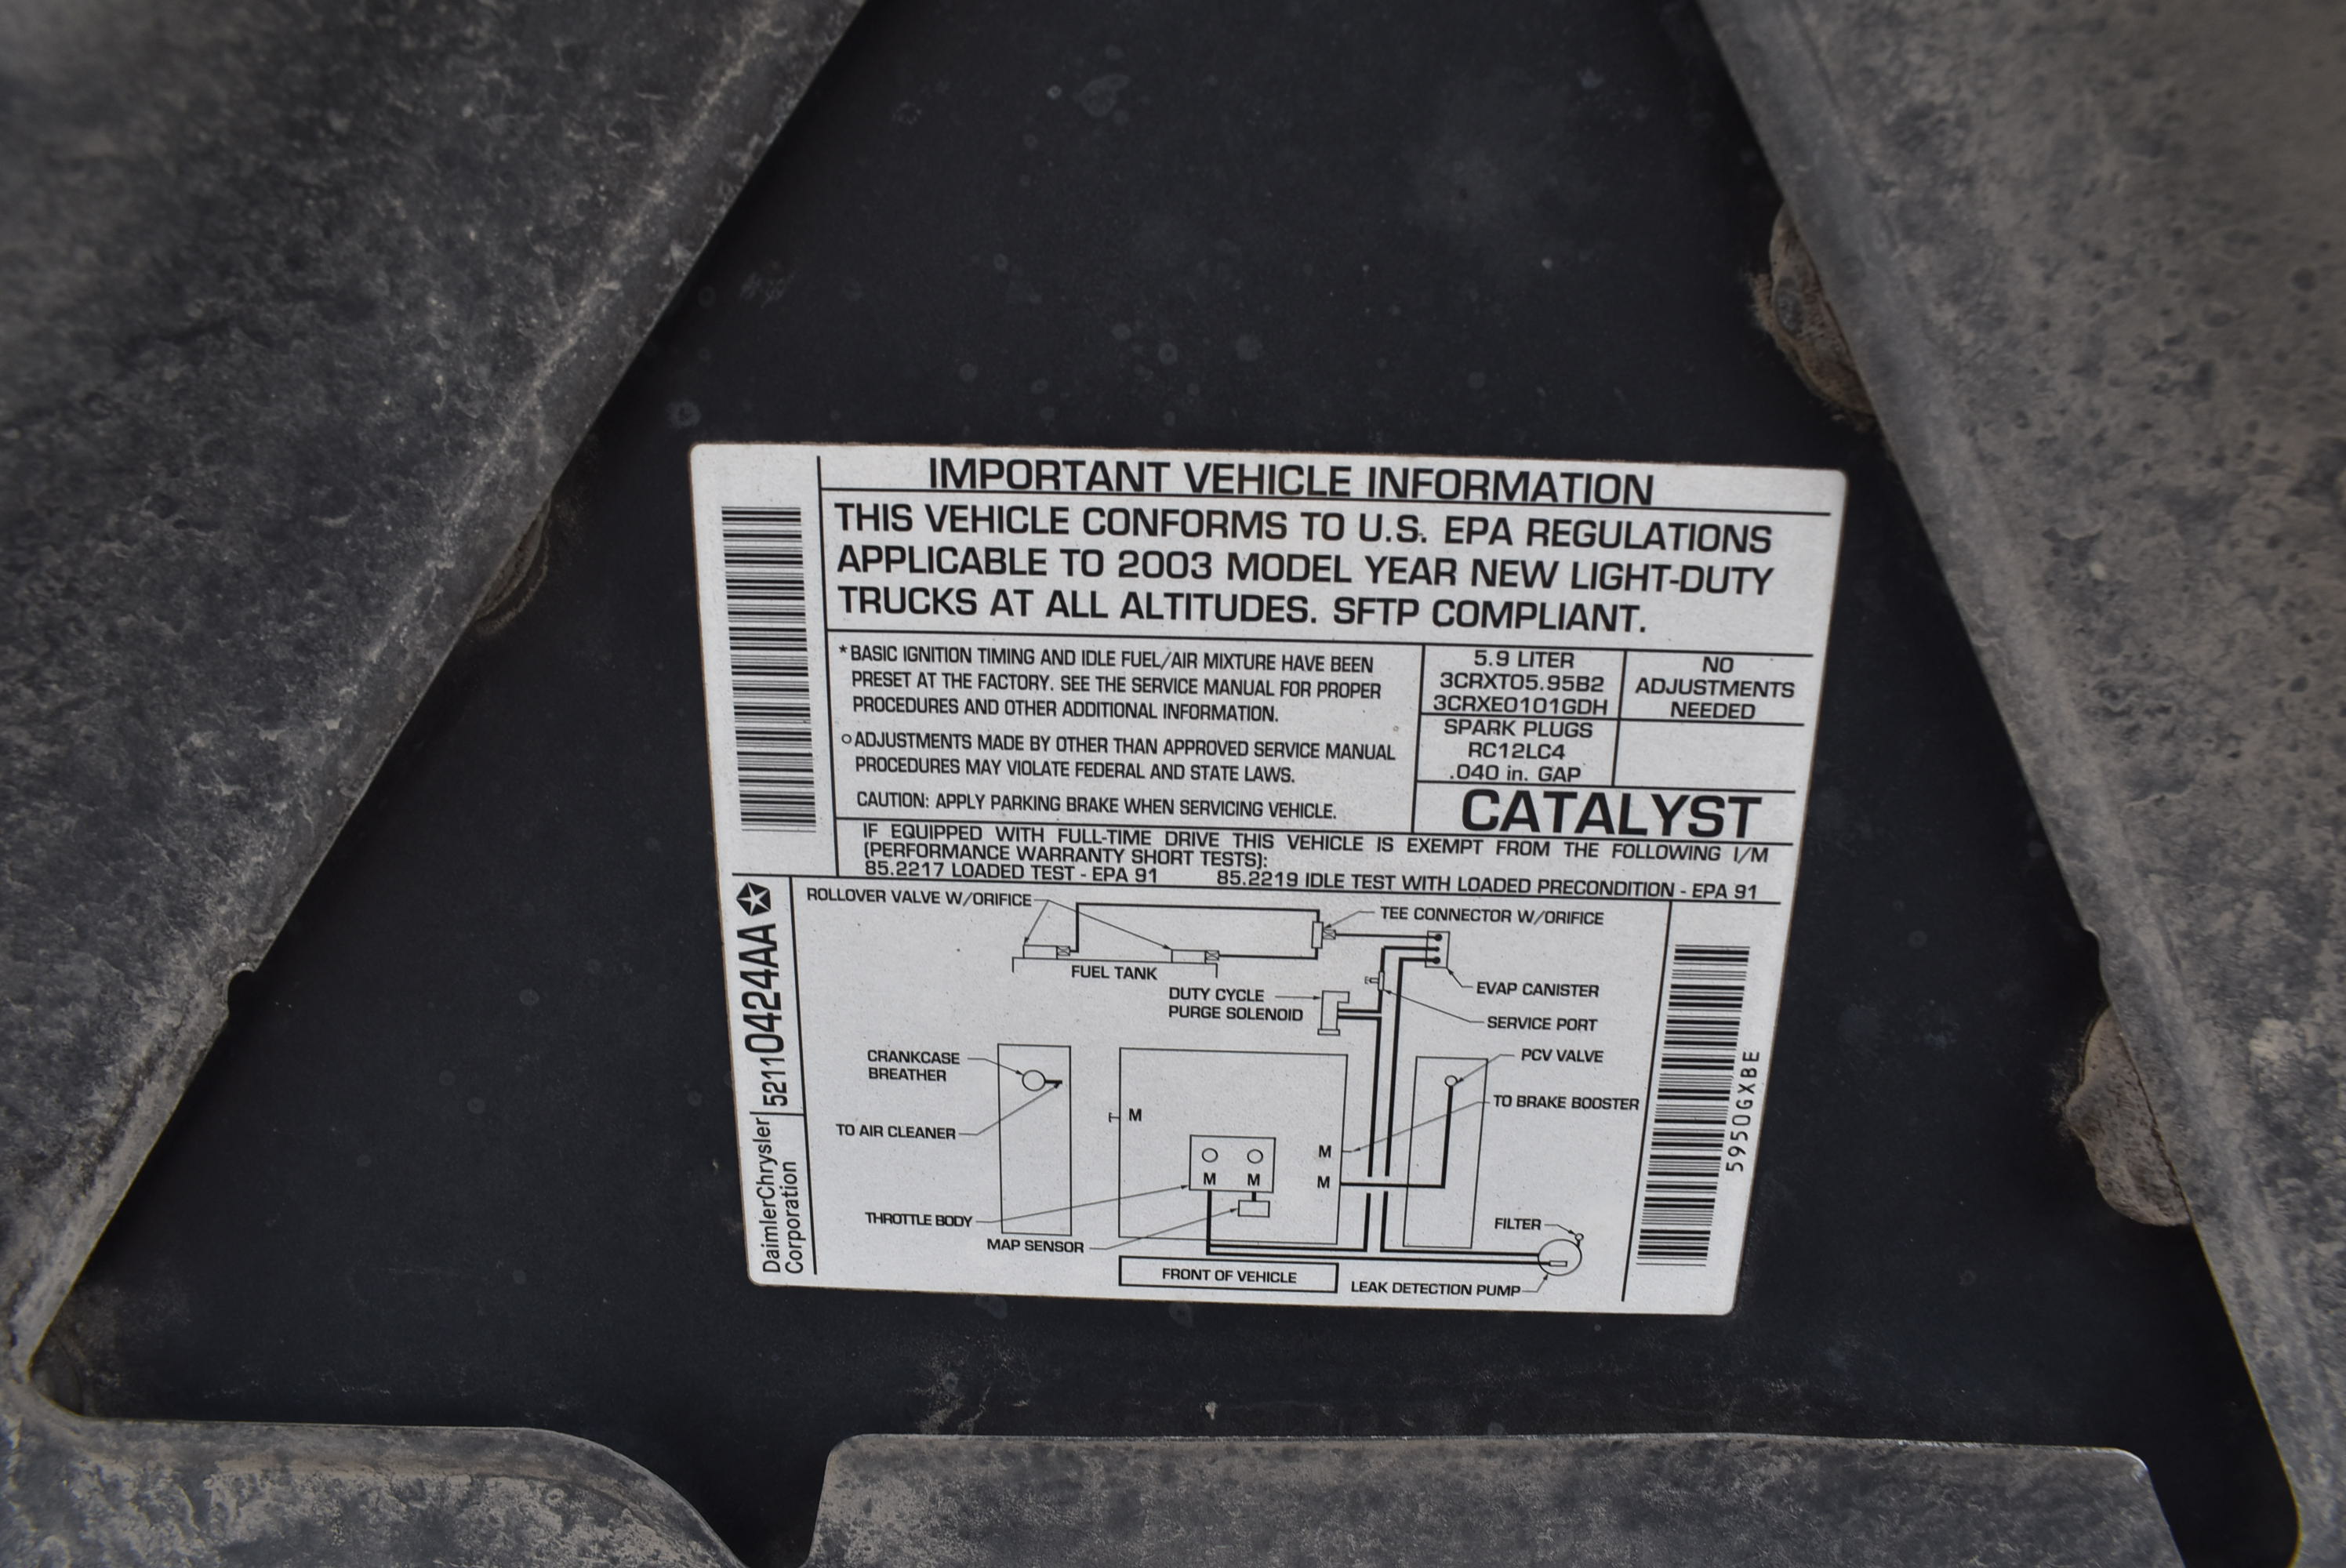 IMPORTANT VEHICLE INFORMATION
THIS VEHICLE CONFORMS TO U.S. EPA REGULATIONS
APPLICABLE TO 2003 MODEL YEAR NEW LIGHT-DUTY
TRUCKS AT ALL ALTITUDES. SFTP COMPLIANT.
* BASIC IGNITION TIMING AND IDLE FUEL/AIR MIXTURE HAVE BEEN
PRESET AT THE FACTORY. SEE THE SERVICE MANUAL FOR PROPER
PROCEDURES AND OTHER ADDITIONAL INFORMATION.
o ADJUSTMENTS MADE BY OTHER THAN APPROVED SERVICE MANUAL
PROCEDURES MAY VIOLATE FEDERAL AND STATE LAWS.
CAUTION: APPLY PARKING BRAKE WHEN SERVICING VEHICLE.
5.9 LITER
3CRXT05.95B2
3CRXE0101GDH
NO
ADJUSTMENTS
NEEDED
SPARK PLUGS
RC12LC4
.040 in. GAP
CATALYST
IF EQUIPPED WITH FULL-TIME DRIVE THIS VEHICLE IS EXEMPT FROM THE FOLLOWING I/M
(PERFORMANCE WARRANTY SHORT TESTS):
85.2217 LOADED TEST - EPA 91 85.2219 IDLE TEST WITH LOADED PRECONDITION - EPA 91
DaimlerChrysler
Corporation
52110424AA
ROLLOVER VALVE W/ORIFICE
TEE CONNECTOR W/ORIFICE
FUEL TANK
DUTY CYCLE
PURGE SOLENOID
EVAP CANISTER
SERVICE PORT
CRANKCASE
BREATHER
PCV VALVE
TO BRAKE BOOSTER
M
TO AIR CLEANER
M
M M
M
THROTTLE BODY
MAP SENSOR
FILTER
FRONT OF VEHICLE
LEAK DETECTION PUMP
5950GXBE